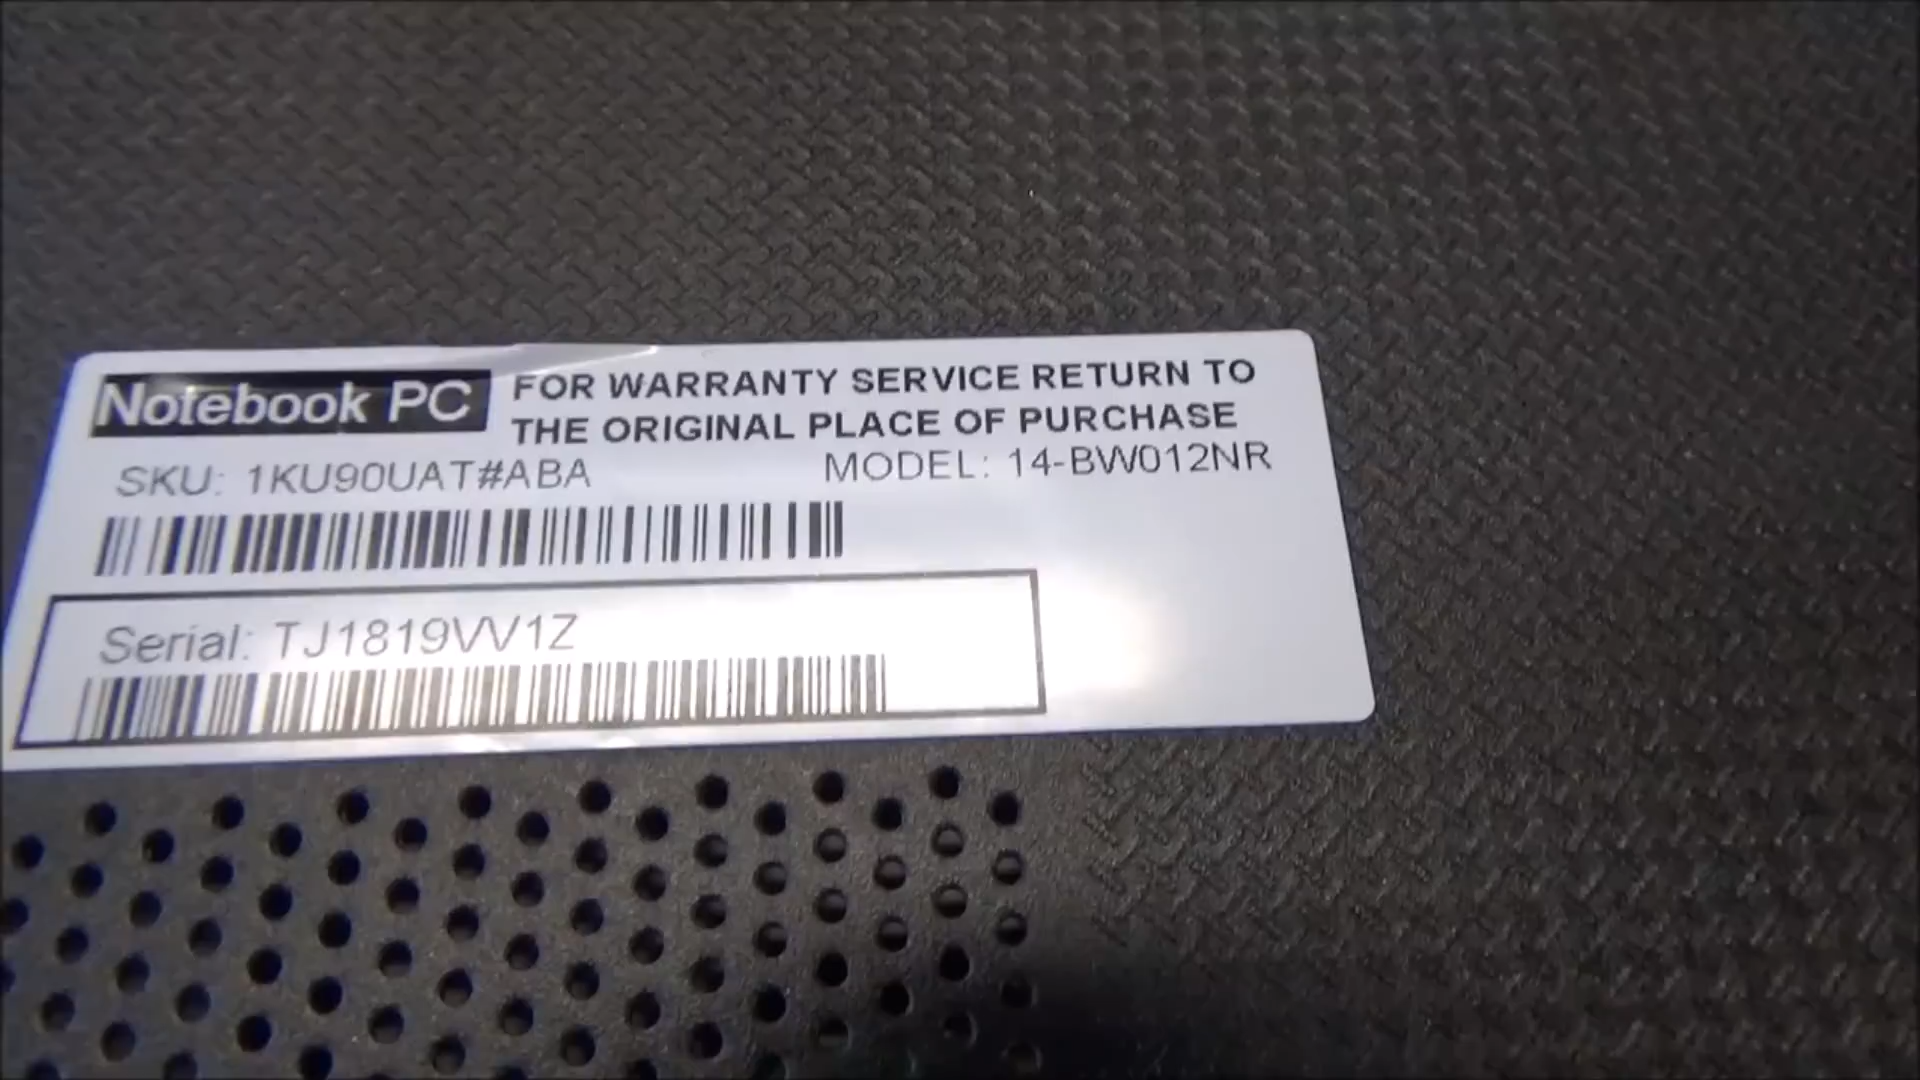 Notebook PC
FOR WARRANTY SERVICE RETURN TO
THE ORIGINAL PLACE OF PURCHASE
SKU: 1KU90UAT#ABA
MODEL: 14-BW012NR
Serial: TJ1819VV1Z